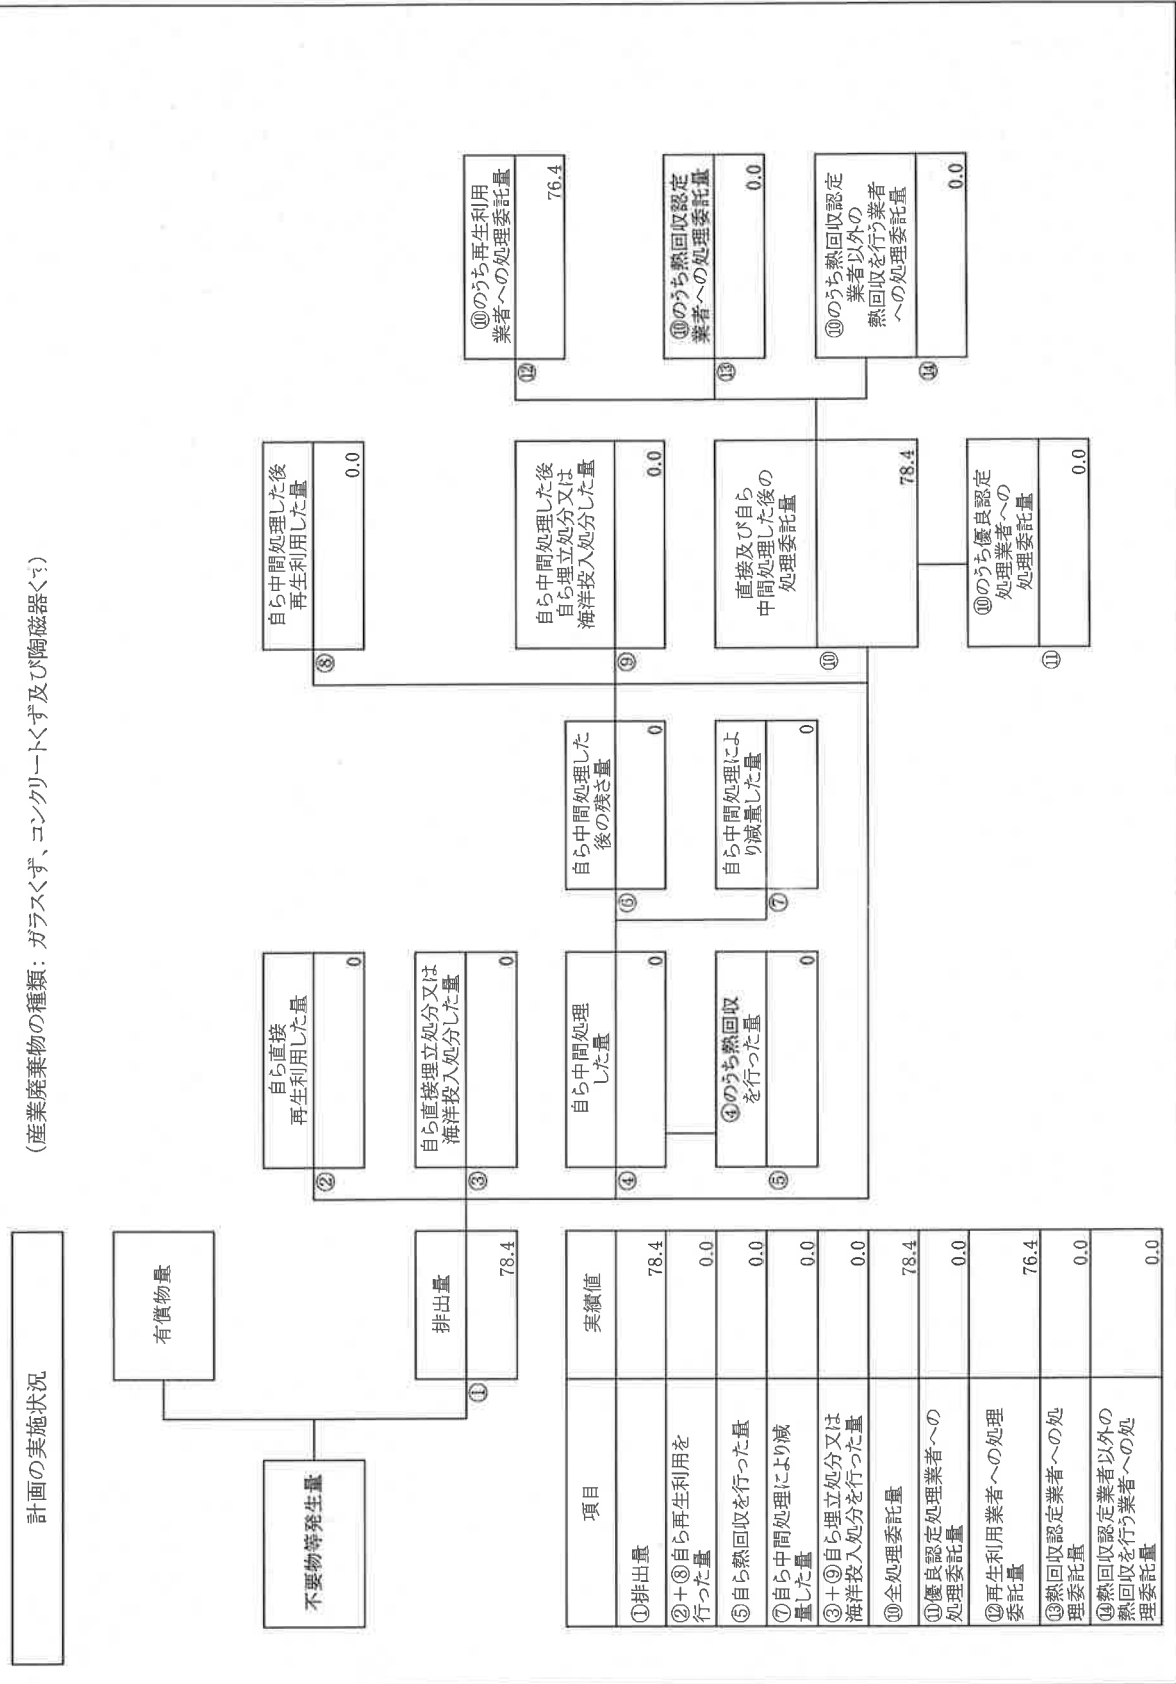 計画の実施状況
(産業廃棄物の種類： ガラスくず、コンクリートくず及び陶磁器くず)
有償物量
不要物等発生量
①
排出量
78.4
②
自ら直接
再生利用した量
0
③
自ら直接埋立処分又は
海洋投入処分した量
0
④
自ら中間処理
した量
0
⑤
④のうち熱回収
を行った量
0
⑥
自ら中間処理した
後の残さ量
0
⑦
自ら中間処理によ
り減量した量
0
⑧
自ら中間処理した後
再生利用した量
0.0
⑨
自ら中間処理した後
自ら埋立処分又は
海洋投入処分した量
0.0
⑩
直接及び自ら
中間処理した後の
処理委託量
78.4
⑪
⑩のうち優良認定
処理業者への
処理委託量
0.0
⑫
⑩のうち再生利用
業者への処理委託量
76.4
⑬
⑩のうち熱回収認定
業者への処理委託量
0.0
⑭
⑩のうち熱回収認定
業者以外の
熱回収を行う業者
への処理委託量
0.0
項目 実績値
①排出量 78.4
②＋⑧自ら再生利用を
行った量 0.0
⑤自ら熱回収を行った量 0.0
⑦自ら中間処理により減
量した量 0.0
③＋⑨自ら埋立処分又は
海洋投入処分を行った量 0.0
⑩全処理委託量 78.4
⑪優良認定処理業者への
処理委託量 0.0
⑫再生利用業者への処理
委託量 76.4
⑬熱回収認定業者への処
理委託量 0.0
⑭熱回収認定業者以外の
熱回収を行う業者への処
理委託量 0.0